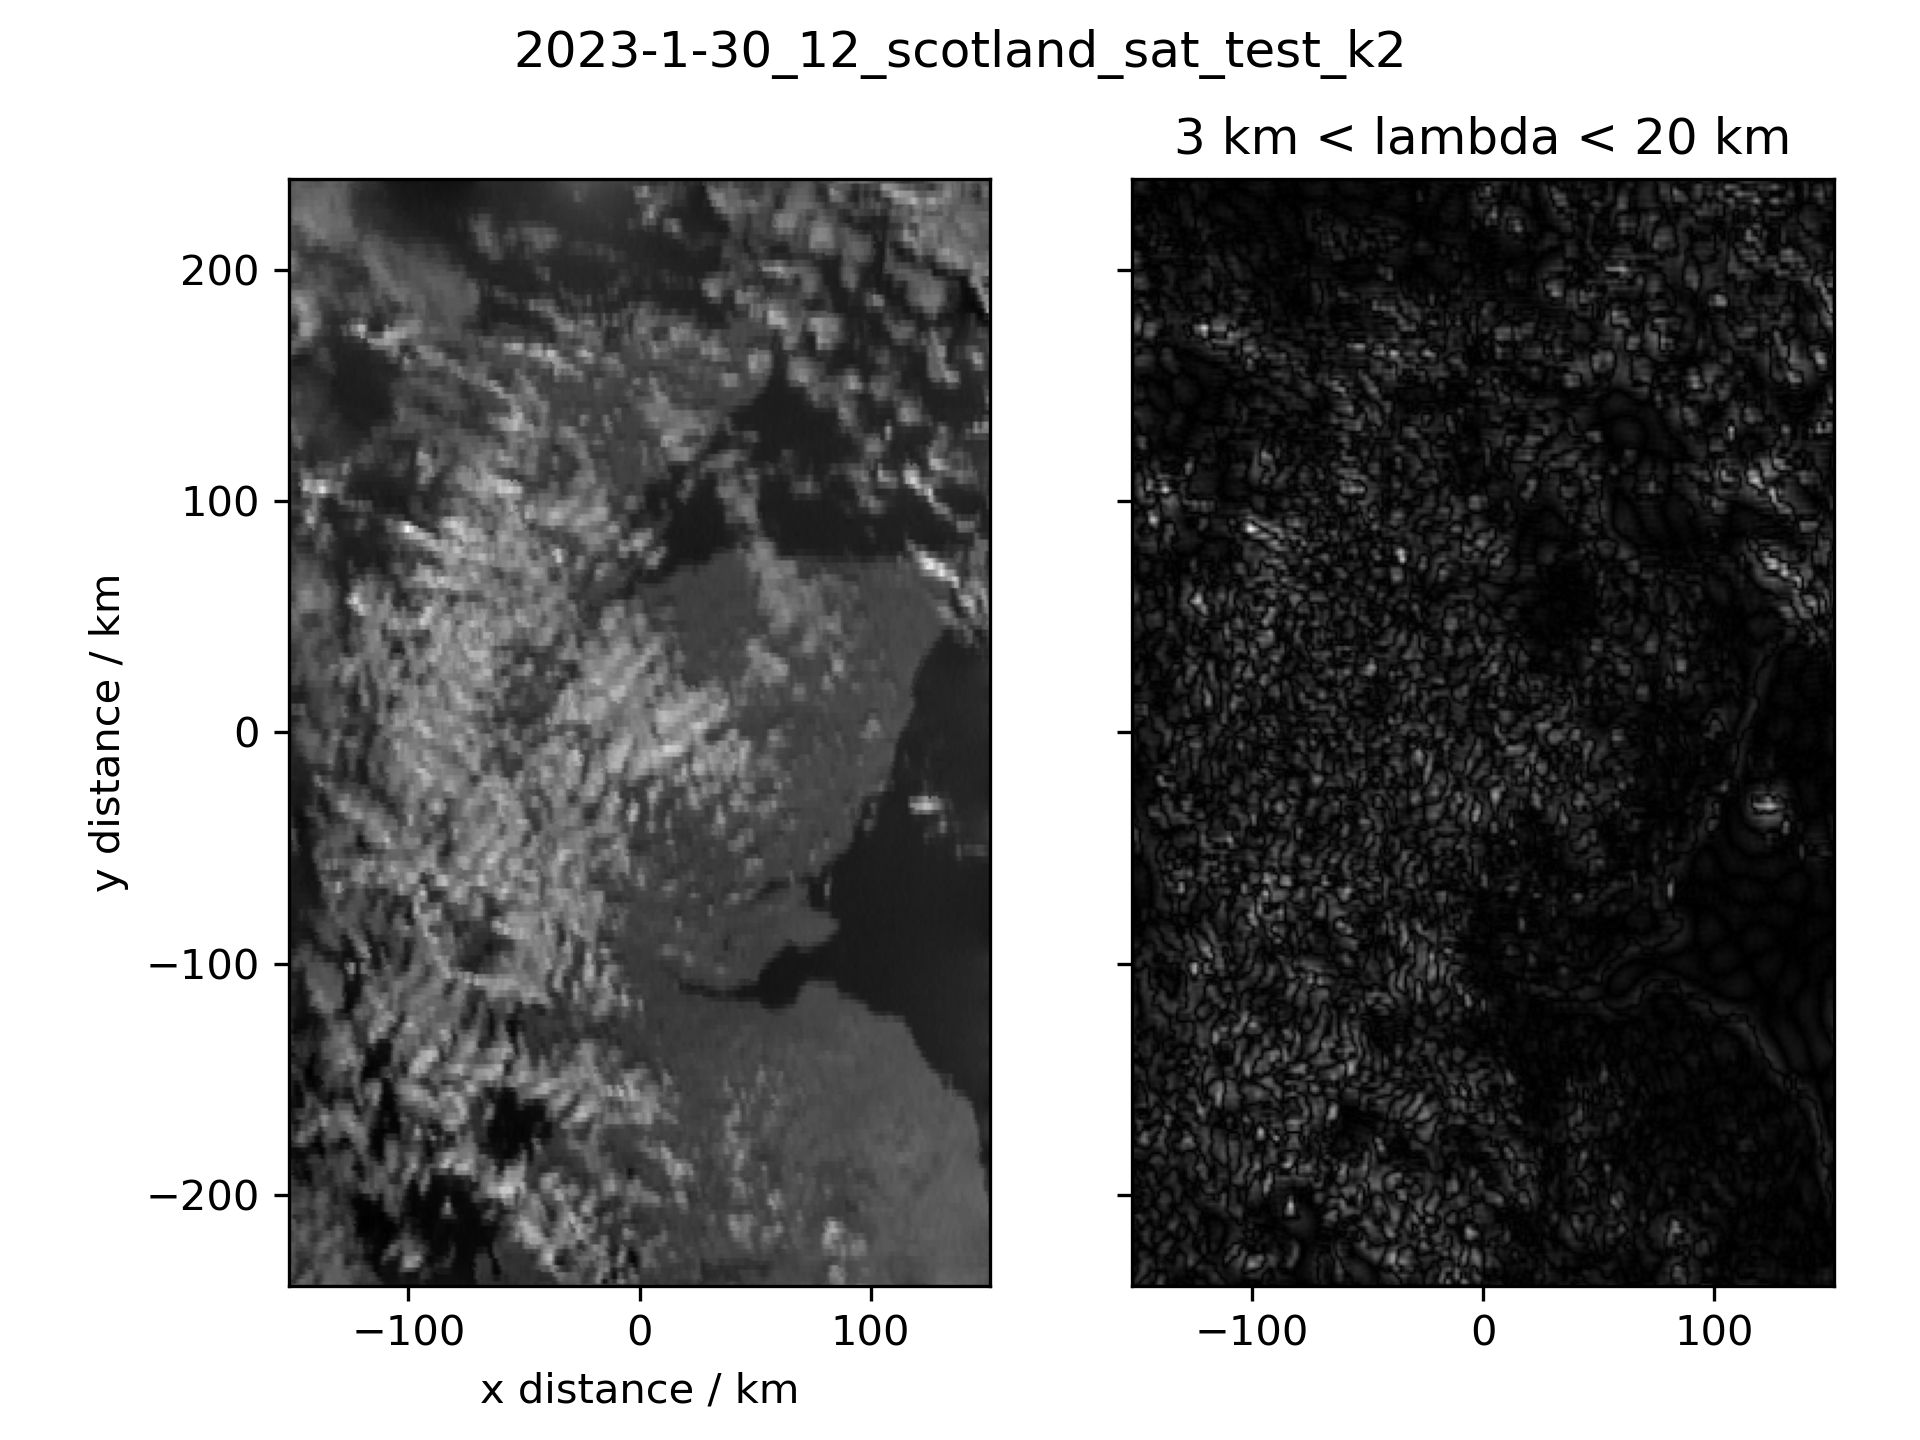 2023-1-30_12_scotland_sat_test_k2
3 km < lambda < 20 km
200
100
0
−100
−200
y distance / km
−100 0 100
x distance / km
−100 0 100